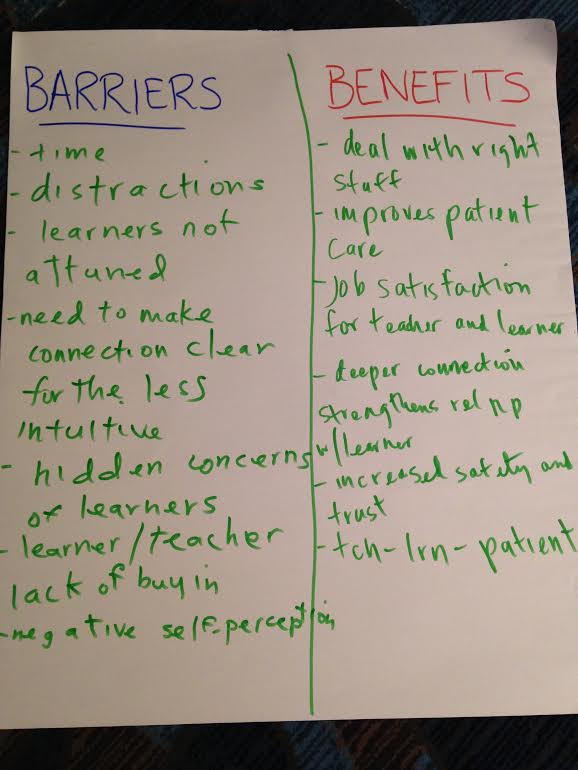 BARRIERS
- time
- distractions
- learners not
attuned
- need to make
connection clear
for the less
intuitive
- hidden concerns
of learners
- learner/teacher
lack of buy in
- negative self-perception
BENEFITS
- deal with right
stuff
- improves patient
care
- job satisfaction
for teacher and learner
- deeper connection
strengthens rel
w/learner
- increased safety and
trust
- tch-lrn-patient